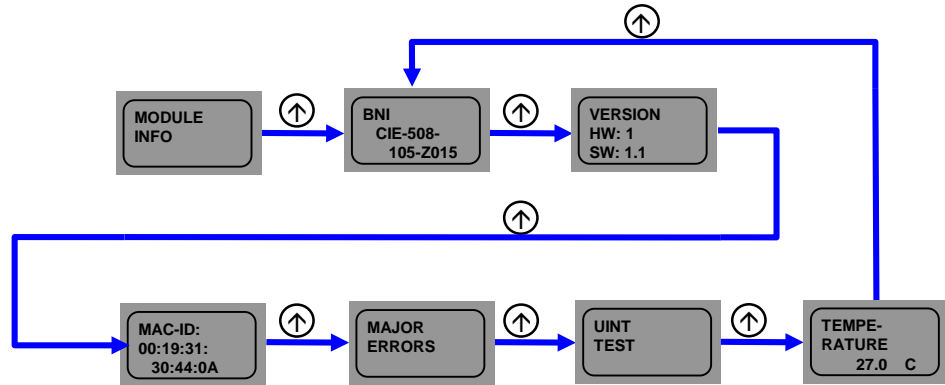 MODULE
INFO
BNI
CIE-508-
105-Z015
VERSION
HW: 1
SW: 1.1
MAC-ID:
00:19:31:
30:44:0A
MAJOR
ERRORS
UINT
TEST
TEMPE-
RATURE
27.0 C